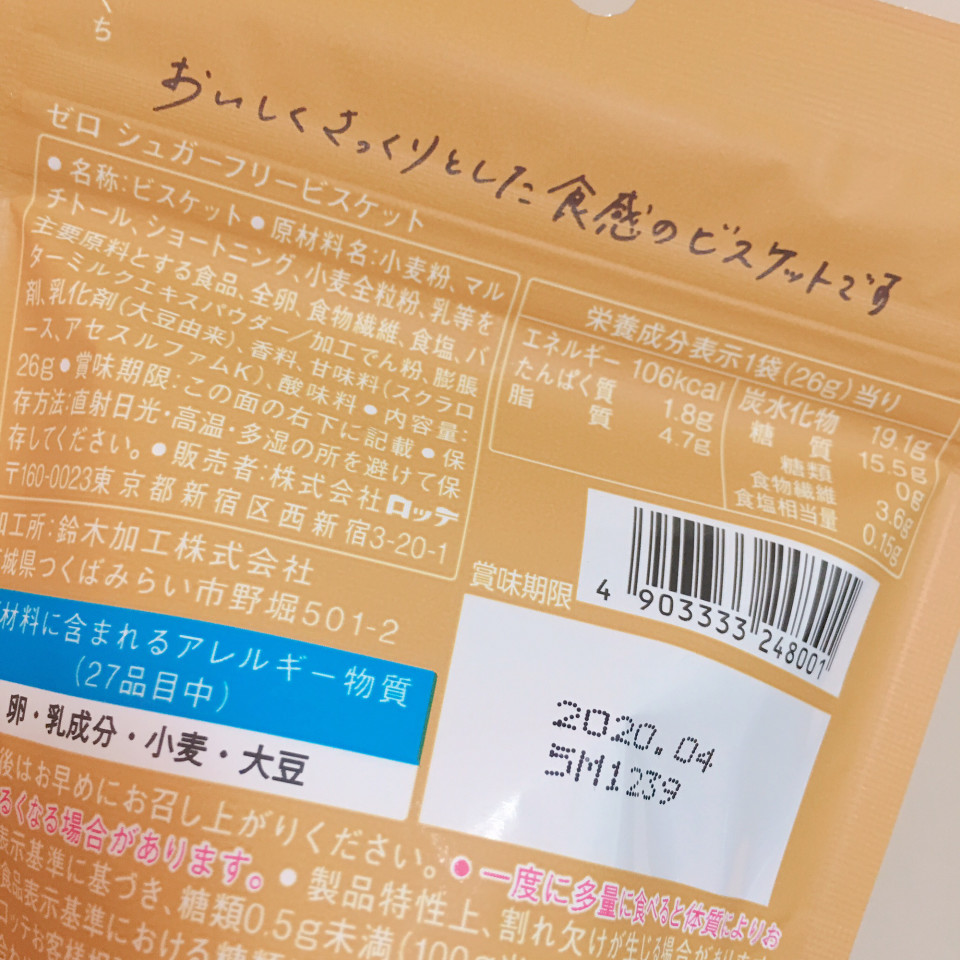 くち
おいしくさっくりとした食感のビスケットです
ゼロ シュガーフリービスケット
●名称:ビスケット●原材料名:小麦粉、マル
チトール、ショートニング、小麦全粒粉、乳等を
主要原料とする食品、全卵、食物繊維、食塩、バ
ターミルクエキスパウダー/加工でん粉、膨脹
剤、乳化剤(大豆由来)、香料、甘味料(スクラロ
ース、アセスルファムK)、酸味料●内容量:
26g●賞味期限:この面の右下に記載●保
存方法:直射日光・高温・多湿の所を避けて保
存してください。●販売者:株式会社ロッテ
〒160-0023東京都新宿区西新宿3-20-1
加工所:鈴木加工株式会社
城県つくばみらい市野堀501-2
栄養成分表示1袋(26g)当り
エネルギー 106kcal
たんぱく質 1.8g
脂質 4.7g
炭水化物 19.1g
糖質 15.5g
糖類 0g
食物繊維 3.6g
食塩相当量 0.15g
賞味期限
4 903333 248001
2020.04
5M1239
材料に含まれるアレルギー物質
(27品目中)
卵・乳成分・小麦・大豆
後はお早めにお召し上がりください。●一度に多量に食べると体質によりお
るくなる場合があります。●製品特性上、割れ欠けが生じる場合があります
表示基準に基づき、糖類0.5g未満(100g
食品表示基準における糖類